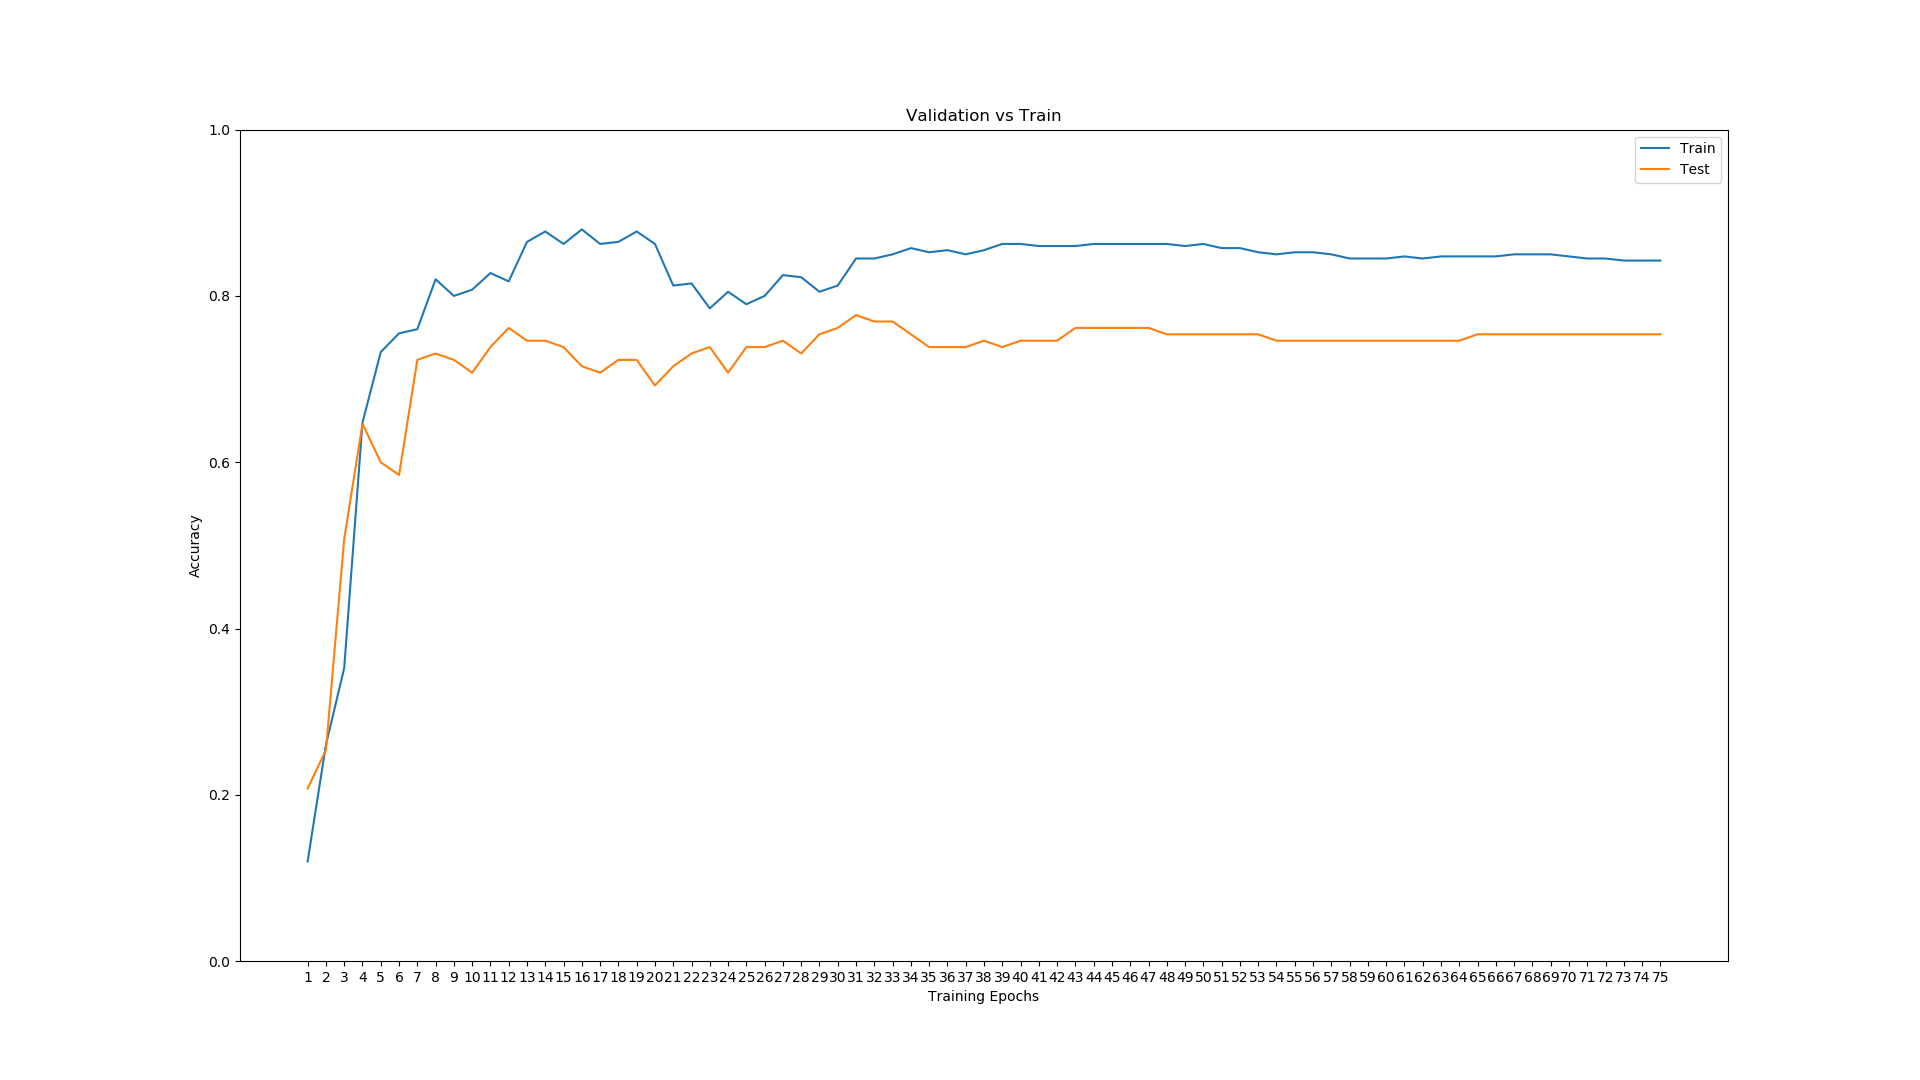 Validation vs Train
1.0
0.8
0.6
0.4
0.2
0.0
Accuracy
Train
Test
1 2 3 4 5 6 7 8 9 10 11 12 13 14 15 16 17 18 19 20 21 22 23 24 25 26 27 28 29 30 31 32 33 34 35 36 37 38 39 40 41 42 43 44 45 46 47 48 49 50 51 52 53 54 55 56 57 58 59 60 61 62 63 64 65 66 67 68 69 70 71 72 73 74 75
Training Epochs